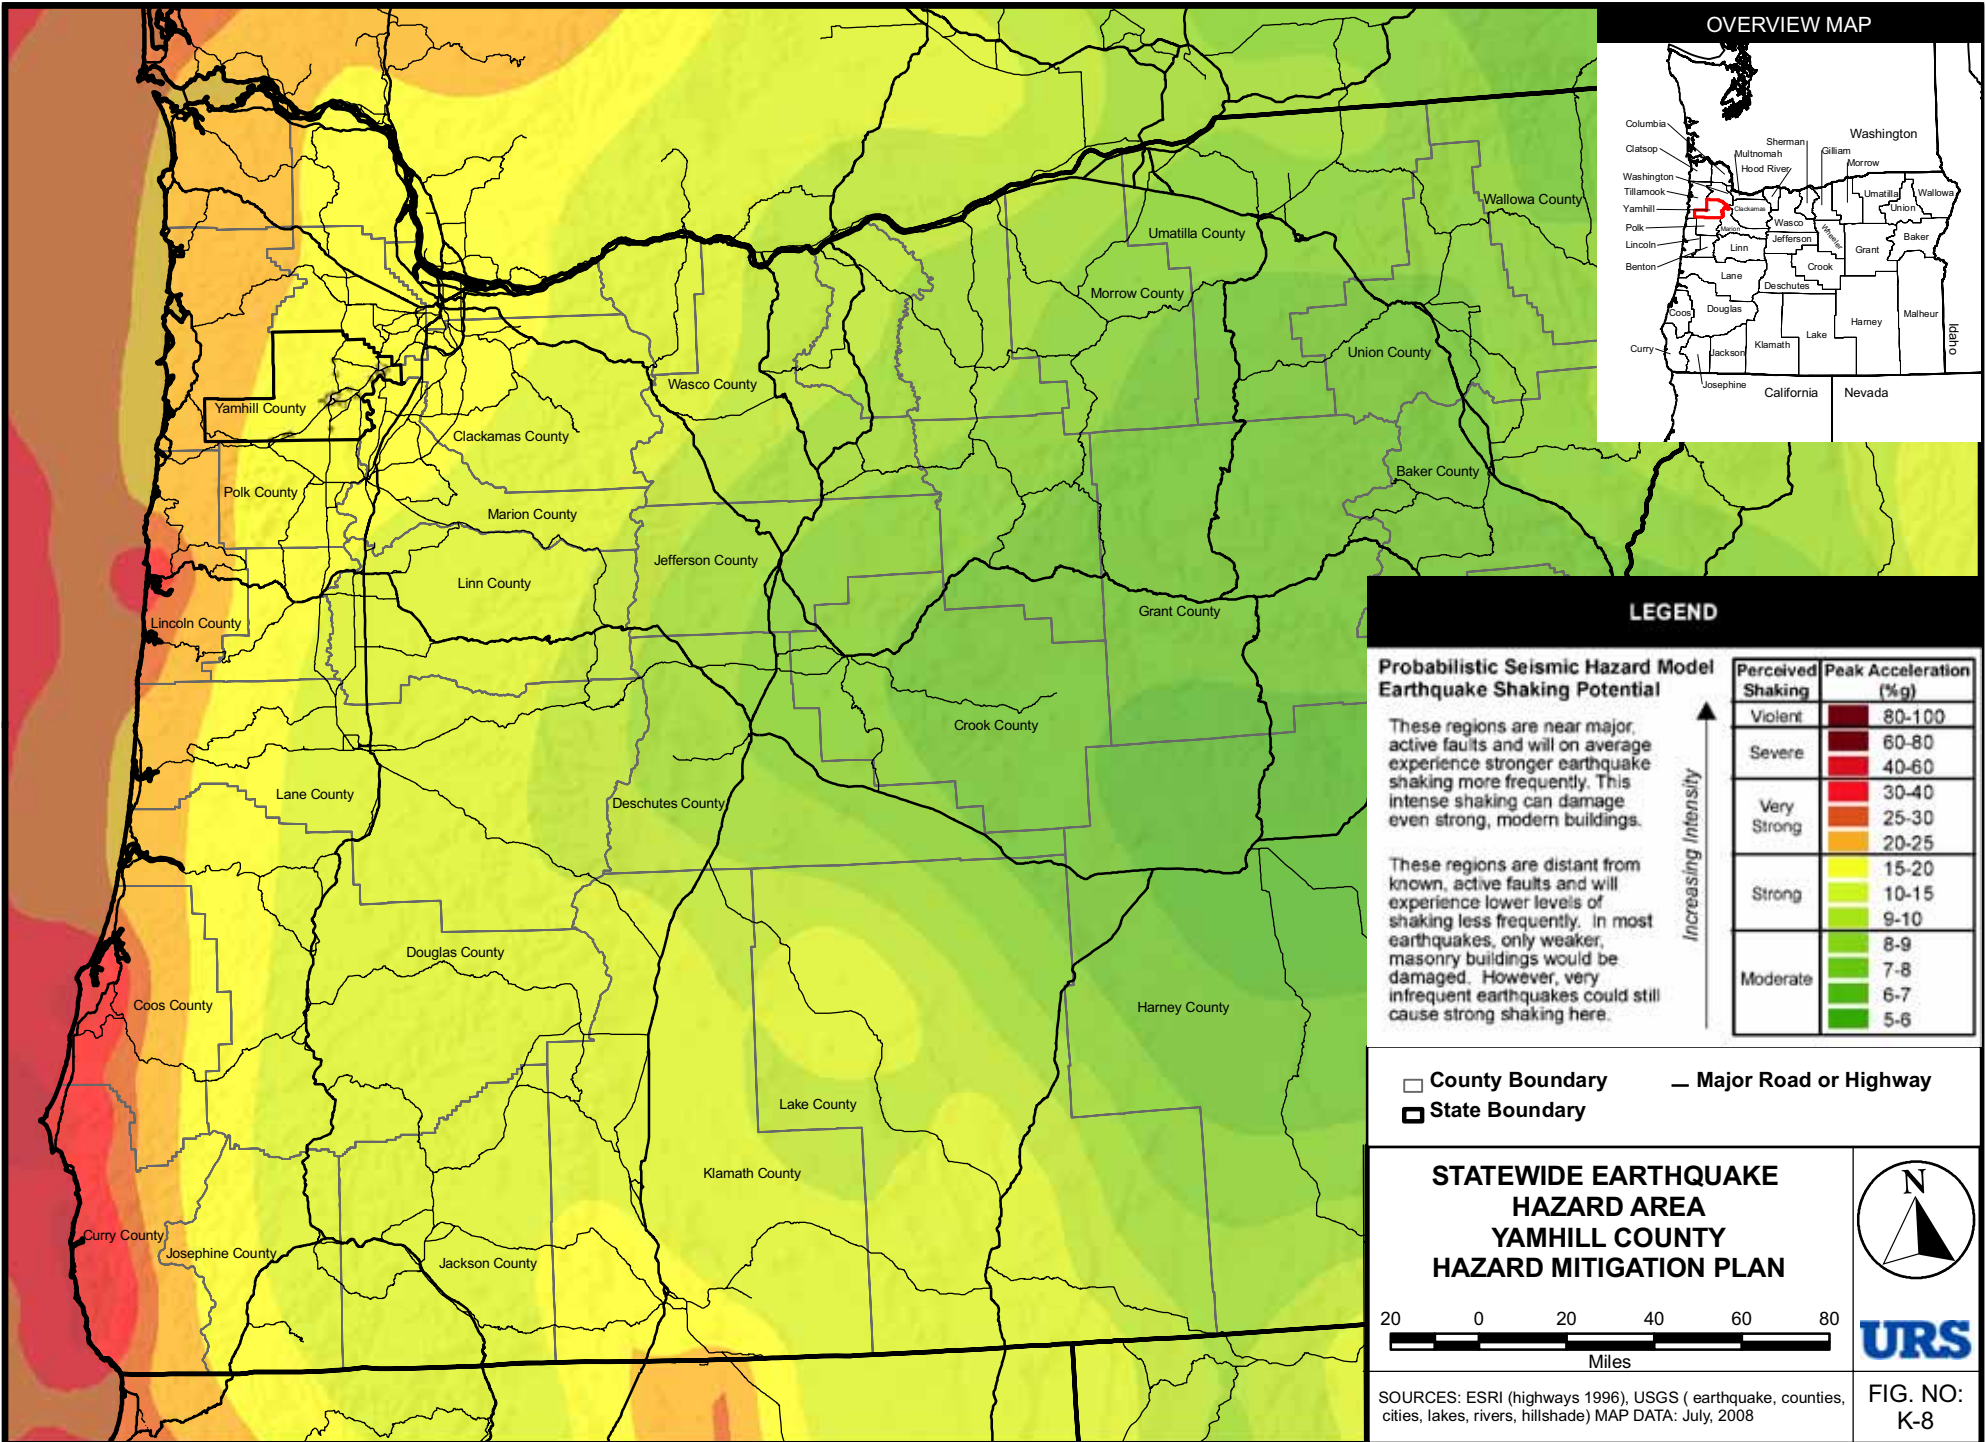 OVERVIEW MAP
Columbia
Clatsop
Washington
Tillamook
Yamhill
Polk
Lincoln
Benton
Curry
Sherman
Multnomah
Hood River
Gilliam
Morrow
Washington
Umatilla
Wallowa
Union
Clackamas
Wasco
Marion
Jefferson
Wheeler
Grant
Baker
Linn
Crook
Lane
Deschutes
Coos
Douglas
Malheur
Harney
Lake
Klamath
Jackson
Josephine
Idaho
California
Nevada
Wallowa County
Umatilla County
Morrow County
Union County
Wasco County
Yamhill County
Clackamas County
Baker County
Polk County
Marion County
Jefferson County
Linn County
Grant County
Lincoln County
Crook County
Lane County
Deschutes County
Douglas County
Coos County
Harney County
Lake County
Klamath County
Curry County
Josephine County
Jackson County
LEGEND
Probabilistic Seismic Hazard Model
Earthquake Shaking Potential
These regions are near major,
active faults and will on average
experience stronger earthquake
shaking more frequently. This
intense shaking can damage
even strong, modern buildings.
These regions are distant from
known, active faults and will
experience lower levels of
shaking less frequently. In most
earthquakes, only weaker,
masonry buildings would be
damaged. However, very
infrequent earthquakes could still
cause strong shaking here.
Increasing Intensity
Perceived Shaking
Peak Acceleration (%g)
Violent
80-100
Severe
60-80
40-60
Very Strong
30-40
25-30
20-25
Strong
15-20
10-15
9-10
Moderate
8-9
7-8
6-7
5-6
County Boundary
Major Road or Highway
State Boundary
STATEWIDE EARTHQUAKE
HAZARD AREA
YAMHILL COUNTY
HAZARD MITIGATION PLAN
20 0 20 40 60 80
Miles
N
URS
SOURCES: ESRI (highways 1996), USGS ( earthquake, counties,
cities, lakes, rivers, hillshade) MAP DATA: July, 2008
FIG. NO:
K-8